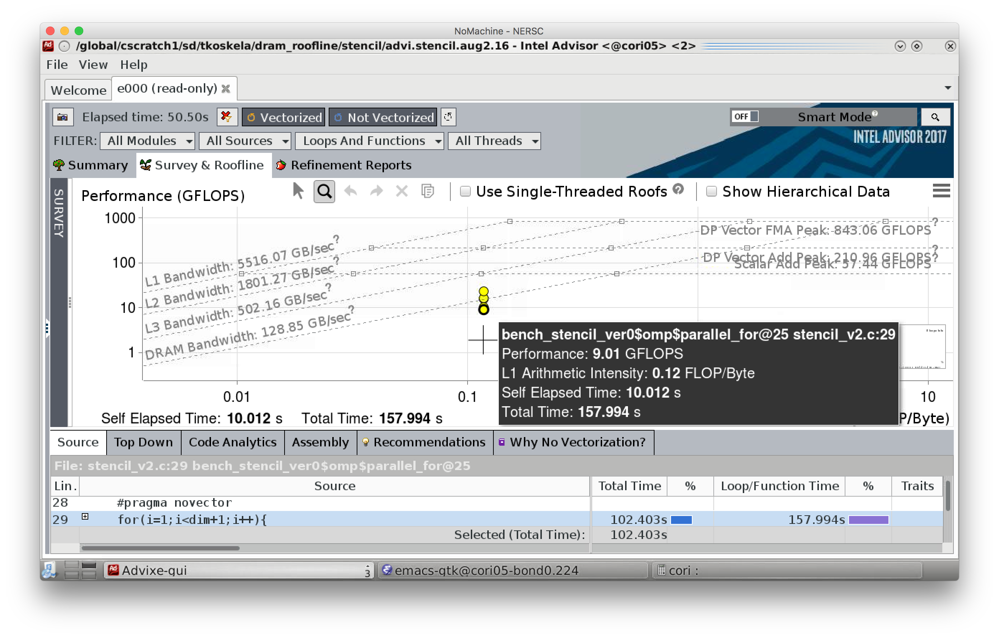 NoMachine - NERSC
/global/cscratch1/sd/tkoskela/dram_roofline/stencil/advi.stencil.aug2.16 - Intel Advisor <@cori05> <2>
File View Help
Welcome e000 (read-only)
Elapsed time: 50.50s Vectorized Not Vectorized OFF Smart Mode
INTEL ADVISOR 2017
FILTER: All Modules All Sources Loops And Functions All Threads
Summary Survey & Roofline Refinement Reports
SURVEY
Performance (GFLOPS) Use Single-Threaded Roofs ? Show Hierarchical Data
1000
100
10
1
DP Vector FMA Peak: 843.06 GFLOPS ?
DP Vector Add Peak: 210.96 GFLOPS ?
Scalar Add Peak: 57.44 GFLOPS ?
L1 Bandwidth: 5516.07 GB/sec ?
L2 Bandwidth: 1801.27 GB/sec ?
L3 Bandwidth: 502.16 GB/sec ?
DRAM Bandwidth: 128.85 GB/sec ?
bench_stencil_ver0$omp$parallel_for@25 stencil_v2.c:29
Performance: 9.01 GFLOPS
L1 Arithmetic Intensity: 0.12 FLOP/Byte
Self Elapsed Time: 10.012 s
Total Time: 157.994 s
0.01 0.1 10
P/Byte)
Self Elapsed Time: 10.012 s Total Time: 157.994 s
Source Top Down Code Analytics Assembly Recommendations Why No Vectorization?
File: stencil_v2.c:29 bench_stencil_ver0$omp$parallel_for@25
Lin. Source Total Time % Loop/Function Time % Traits
28 #pragma novector
29 for(i=1;i<dim+1;i++){ 102.403s 157.994s
Selected (Total Time): 102.403s
Advixe-gui 3 emacs-gtk@cori05-bond0.224 cori :